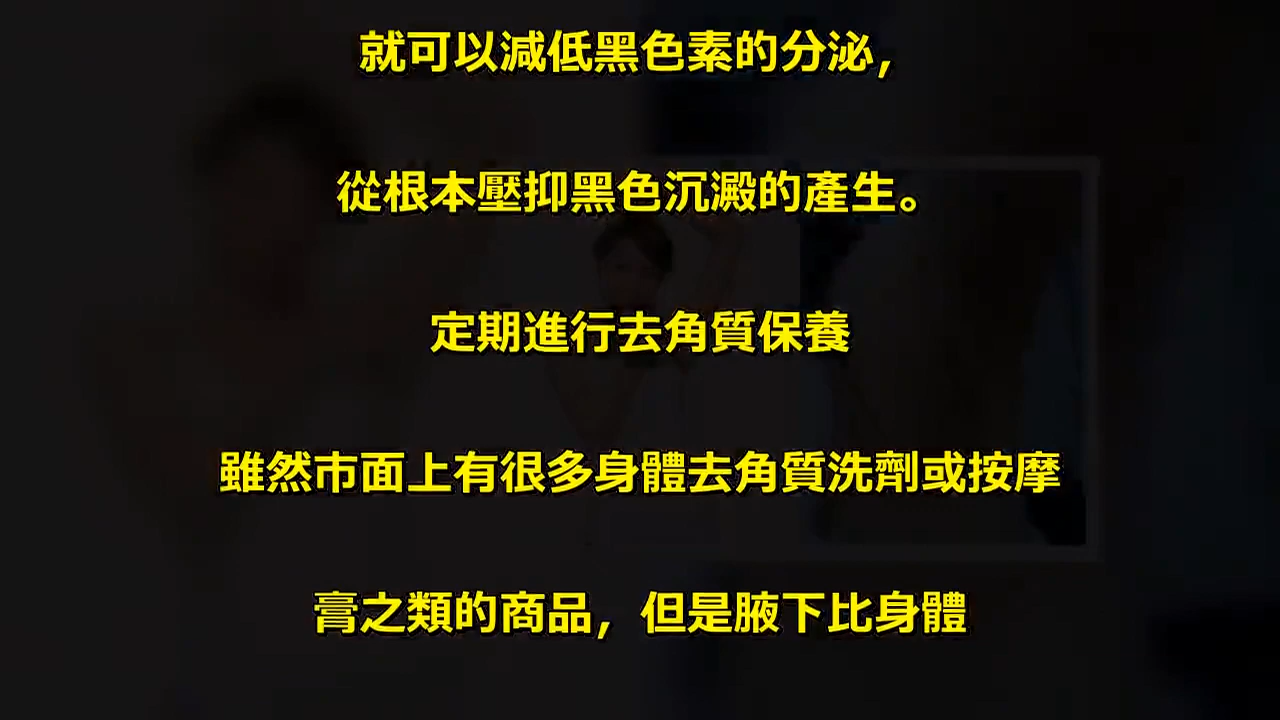 就可以減低黑色素的分泌，
從根本壓抑黑色沉澱的產生。
定期進行去角質保養
雖然市面上有很多身體去角質洗劑或按摩
膏之類的商品，但是腋下比身體